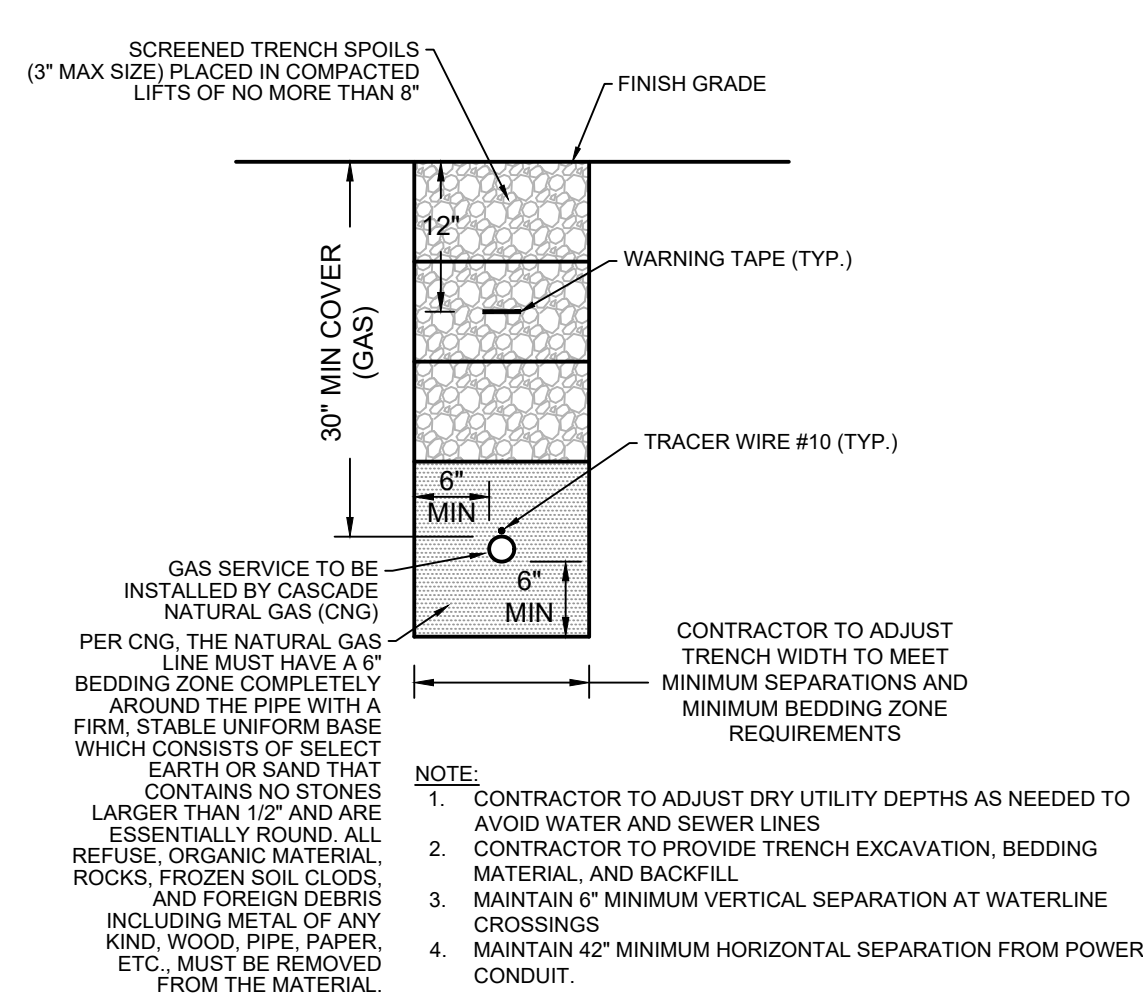 SCREENED TRENCH SPOILS
(3" MAX SIZE) PLACED IN COMPACTED
LIFTS OF NO MORE THAN 8"
FINISH GRADE
12"
30" MIN COVER
(GAS)
WARNING TAPE (TYP.)
TRACER WIRE #10 (TYP.)
6"
MIN
6"
MIN
GAS SERVICE TO BE
INSTALLED BY CASCADE
NATURAL GAS (CNG)
PER CNG, THE NATURAL GAS
LINE MUST HAVE A 6"
BEDDING ZONE COMPLETELY
AROUND THE PIPE WITH A
FIRM, STABLE UNIFORM BASE
WHICH CONSISTS OF SELECT
EARTH OR SAND THAT
CONTAINS NO STONES
LARGER THAN 1/2" AND ARE
ESSENTIALLY ROUND. ALL
REFUSE, ORGANIC MATERIAL,
ROCKS, FROZEN SOIL CLODS,
AND FOREIGN DEBRIS
INCLUDING METAL OF ANY
KIND, WOOD, PIPE, PAPER,
ETC., MUST BE REMOVED
FROM THE MATERIAL.
CONTRACTOR TO ADJUST
TRENCH WIDTH TO MEET
MINIMUM SEPARATIONS AND
MINIMUM BEDDING ZONE
REQUIREMENTS
NOTE:
1. CONTRACTOR TO ADJUST DRY UTILITY DEPTHS AS NEEDED TO
AVOID WATER AND SEWER LINES
2. CONTRACTOR TO PROVIDE TRENCH EXCAVATION, BEDDING
MATERIAL, AND BACKFILL
3. MAINTAIN 6" MINIMUM VERTICAL SEPARATION AT WATERLINE
CROSSINGS
4. MAINTAIN 42" MINIMUM HORIZONTAL SEPARATION FROM POWER
CONDUIT.